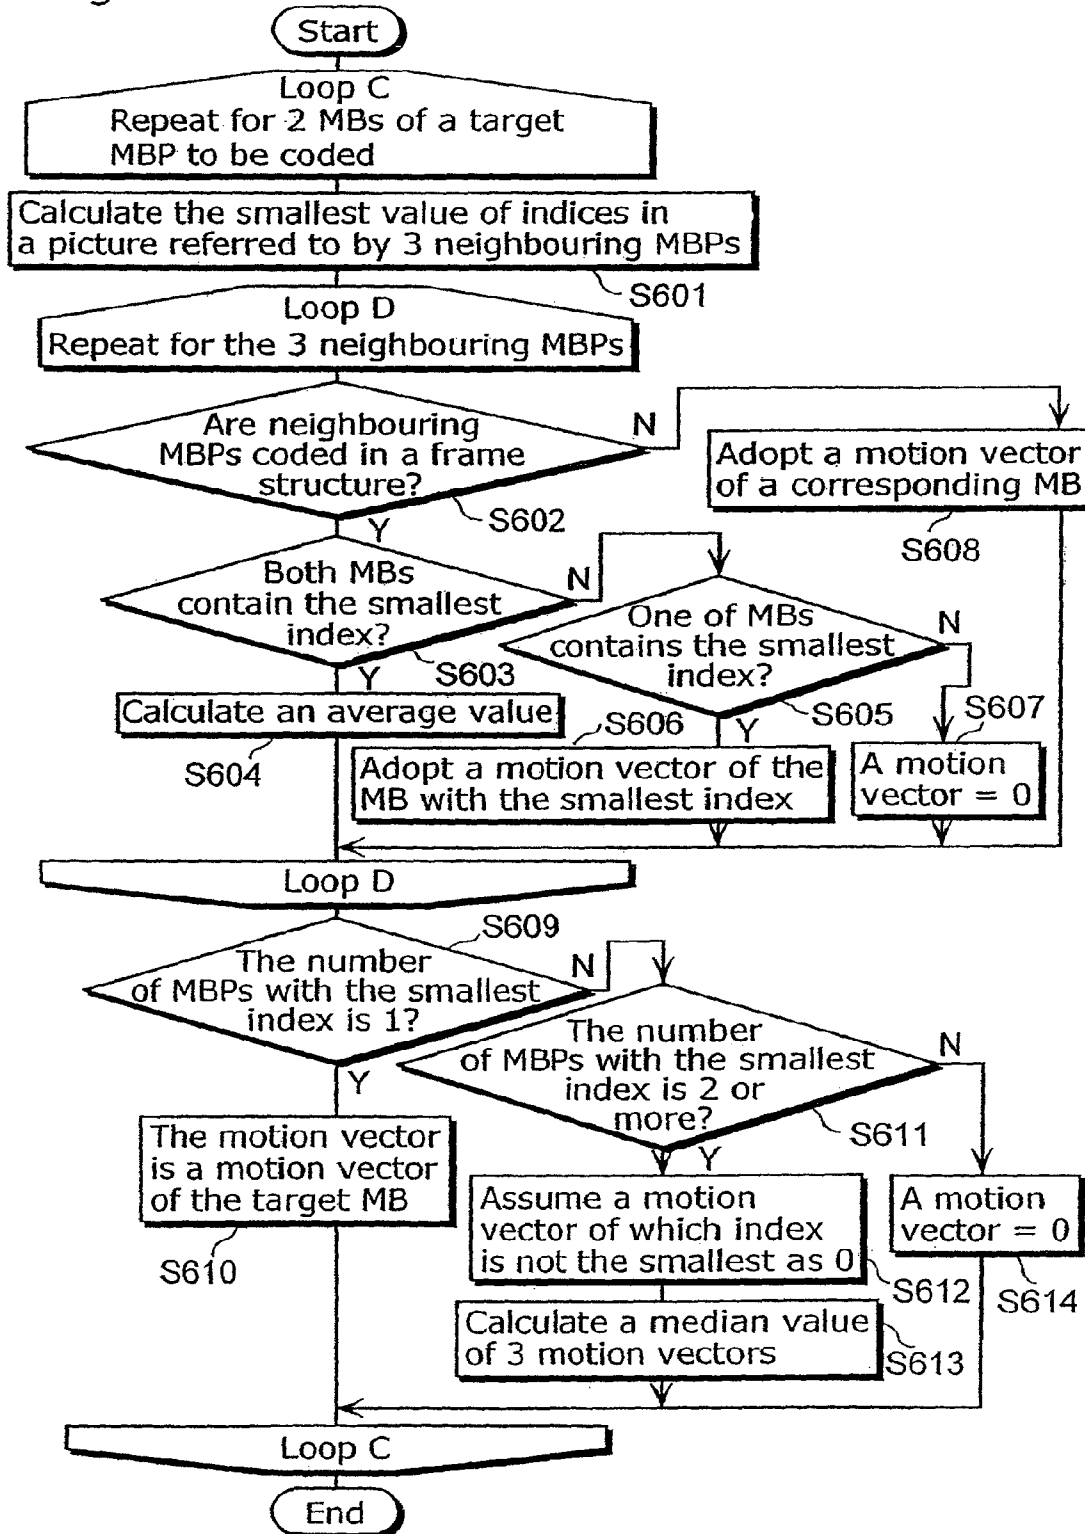 Start
Loop C
Repeat for 2 MBs of a target
MBP to be coded
Calculate the smallest value of indices in
a picture referred to by 3 neighbouring MBPs
S601
Loop D
Repeat for the 3 neighbouring MBPs
Are neighbouring
MBPs coded in a frame
structure?
N
S602
Y
Adopt a motion vector
of a corresponding MB
S608
Both MBs
contain the smallest
index?
N
S603
Y
One of MBs
contains the smallest
index?
N
S605
Y
Calculate an average value
S604
S606
Adopt a motion vector of the
MB with the smallest index
S607
A motion
vector = 0
Loop D
S609
The number
of MBPs with the smallest
index is 1?
N
Y
The number
of MBPs with the smallest
index is 2 or
more?
N
S611
Y
The motion vector
is a motion vector
of the target MB
S610
Assume a motion
vector of which index
is not the smallest as 0
S612
A motion
vector = 0
S614
Calculate a median value
of 3 motion vectors
S613
Loop C
End